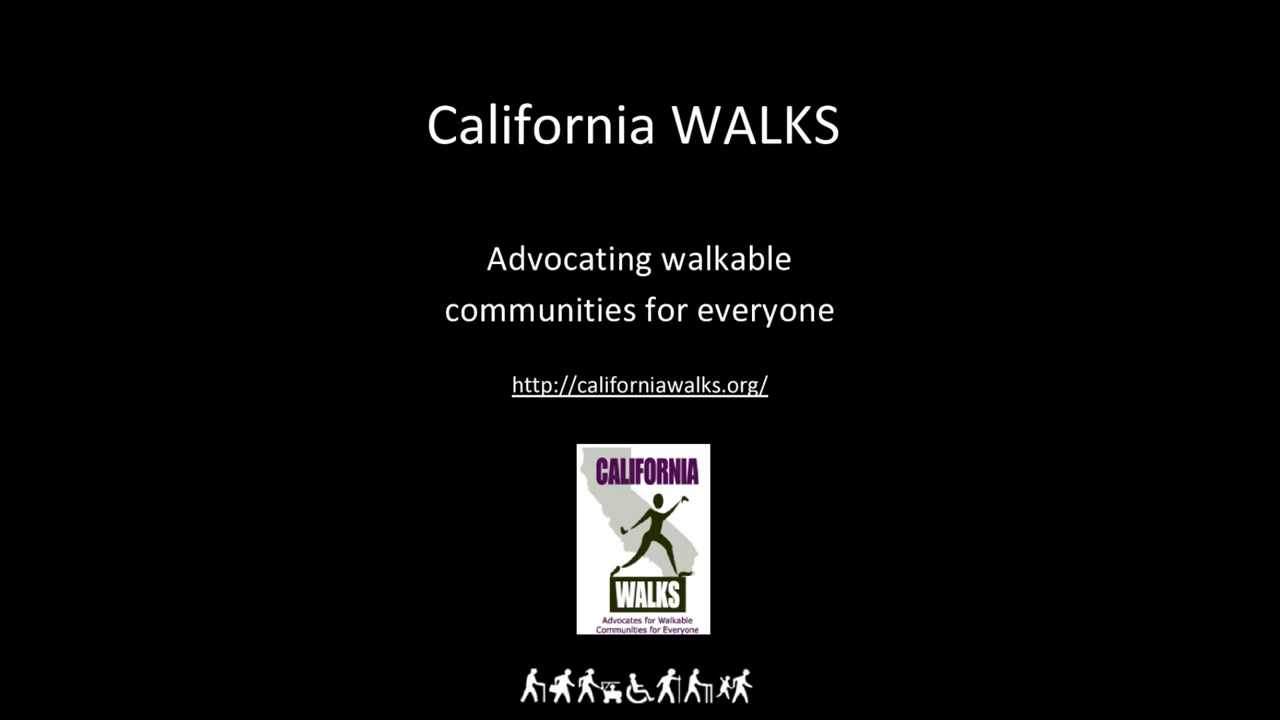 California WALKS
Advocating walkable
communities for everyone
http://californiawalks.org/
CALIFORNIA
WALKS
Advocates for Walkable
Communities for Everyone